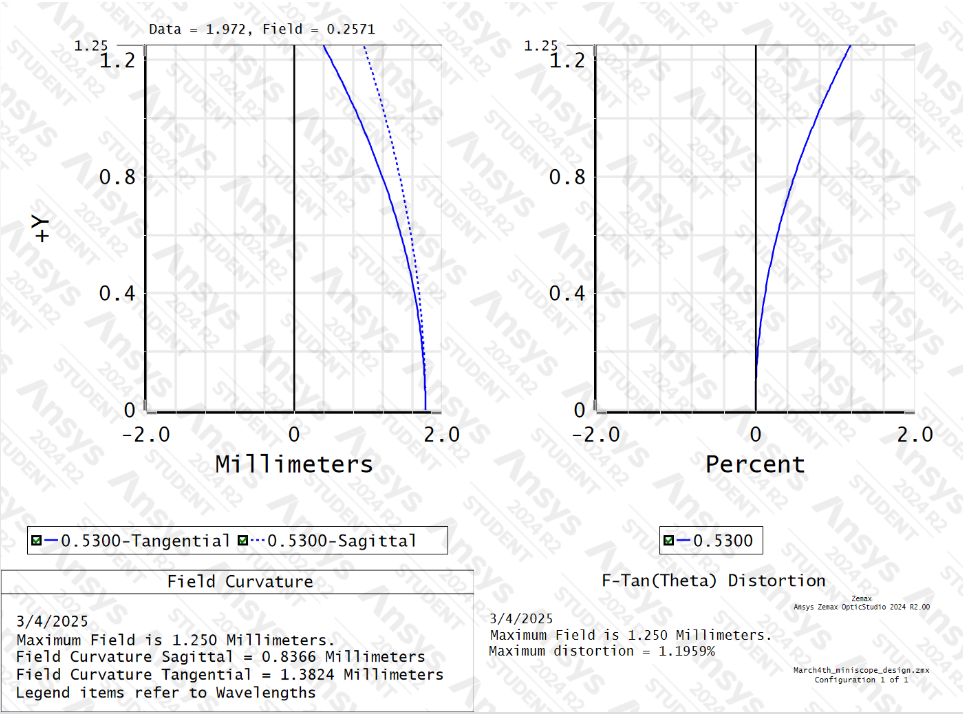 Data = 1.972, Field = 0.2571
1.25
1.2
0.8
0.4
0
+Y
-2.0
0
2.0
Millimeters
1.25
1.2
0.8
0.4
0
-2.0
0
2.0
Percent
0.5300-Tangential
0.5300-Sagittal
0.5300
Field Curvature
3/4/2025
Maximum Field is 1.250 Millimeters.
Field Curvature Sagittal = 0.8366 Millimeters
Field Curvature Tangential = 1.3824 Millimeters
Legend items refer to Wavelengths
F-Tan(Theta) Distortion
3/4/2025
Maximum Field is 1.250 Millimeters.
Maximum distortion = 1.1959%
Zemax
Ansys Zemax OpticStudio 2024 R2.00
March4th_miniscope_design.zmx
Configuration 1 of 1
Ansys
2024 R2
STUDENT